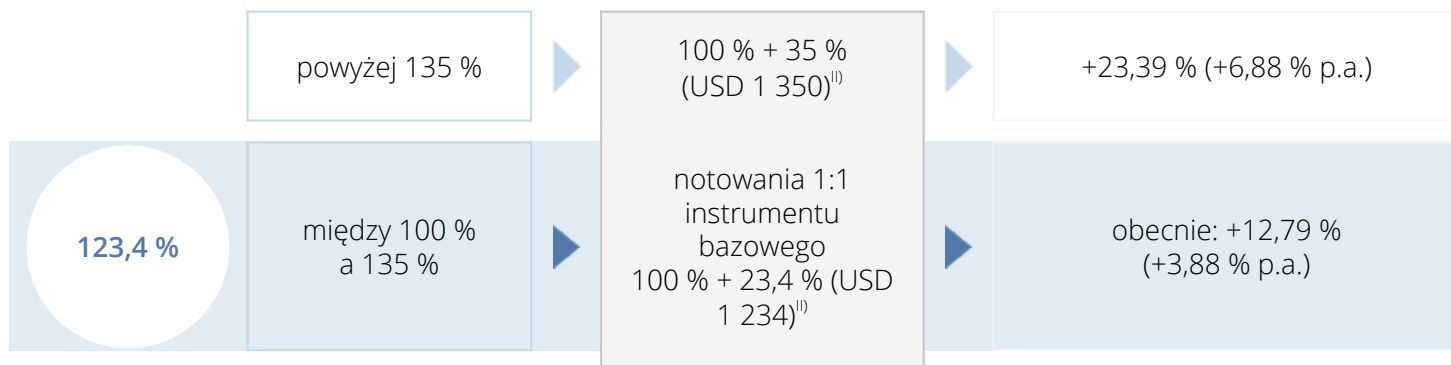 powyżej 135 %
100 % + 35 %
(USD 1 350)II)
+23,39 % (+6,88 % p.a.)
123,4 %
między 100 %
a 135 %
notowania 1:1
instrumentu
bazowego
100 % + 23,4 % (USD
1 234)II)
obecnie: +12,79 %
(+3,88 % p.a.)